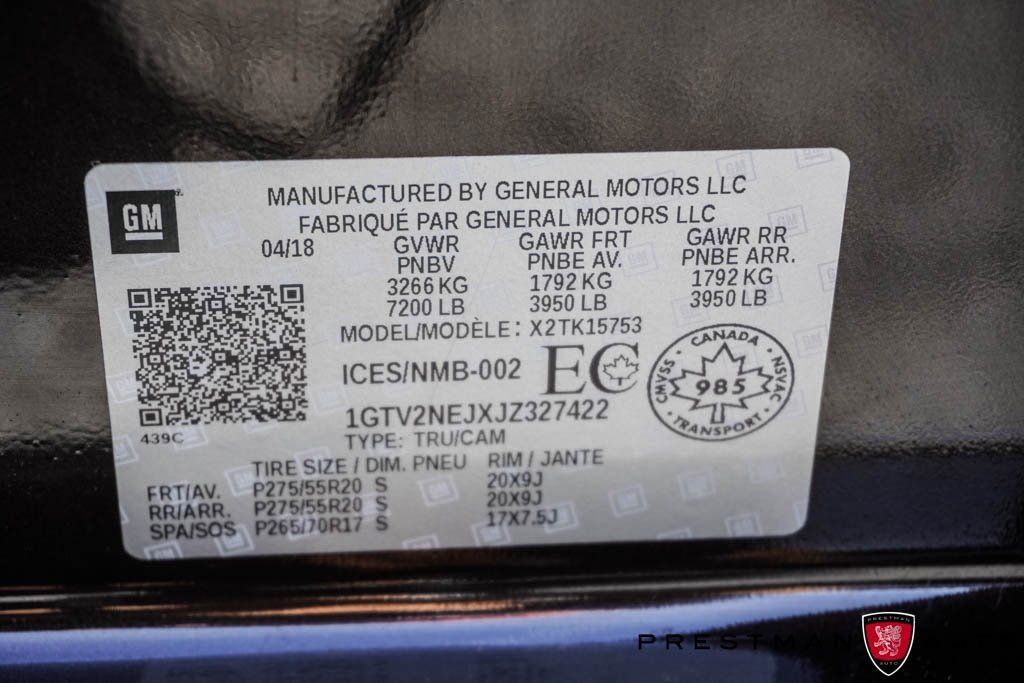 GM
MANUFACTURED BY GENERAL MOTORS LLC
FABRIQUÉ PAR GENERAL MOTORS LLC
04/18 GVWR GAWR FRT GAWR RR
PNBV PNBE AV. PNBE ARR.
3266 KG 1792 KG 1792 KG
7200 LB 3950 LB 3950 LB
MODEL/MODÈLE: X2TK15753
ICES/NMB-002 EC
CANADA
CMVSS 985 NSVAC
TRANSPORT
1GTV2NEJXJZ327422
439C
TYPE: TRU/CAM
TIRE SIZE / DIM. PNEU RIM / JANTE
FRT/AV. P275/55R20 S 20X9J
RR/ARR. P275/55R20 S 20X9J
SPA/SOS P265/70R17 S 17X7.5J
PRESTMAN
PRESTMAN
AUTO